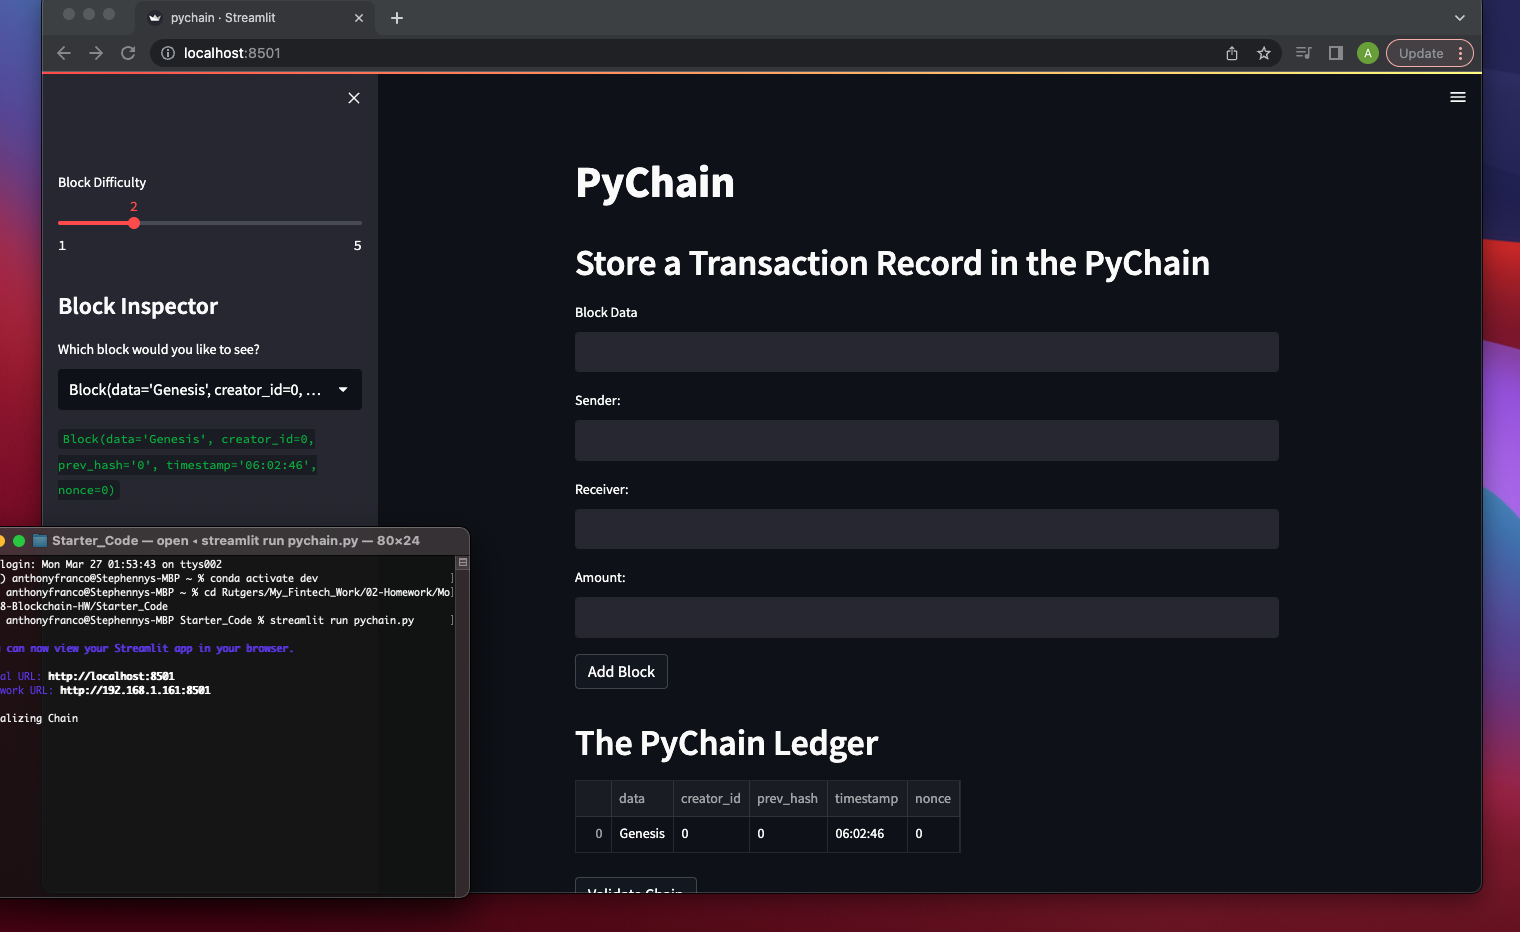 pychain · Streamlit
localhost:8501
A
Update
Block Difficulty
2
1
5
Block Inspector
Which block would you like to see?
Block(data='Genesis', creator_id=0, ...
Block(data='Genesis', creator_id=0,
prev_hash='0', timestamp='06:02:46',
nonce=0)
PyChain
Store a Transaction Record in the PyChain
Block Data
Sender:
Receiver:
Amount:
Add Block
The PyChain Ledger
data creator_id prev_hash timestamp nonce
0 Genesis 0 0 06:02:46 0
Validate Chain
Starter_Code — open ◂ streamlit run pychain.py — 80×24
login: Mon Mar 27 01:53:43 on ttys002
) anthonyfranco@Stephennys-MBP ~ % conda activate dev
anthonyfranco@Stephennys-MBP ~ % cd Rutgers/My_Fintech_Work/02-Homework/Mo
8-Blockchain-HW/Starter_Code
anthonyfranco@Stephennys-MBP Starter_Code % streamlit run pychain.py
can now view your Streamlit app in your browser.
al URL: http://localhost:8501
work URL: http://192.168.1.161:8501
alizing Chain